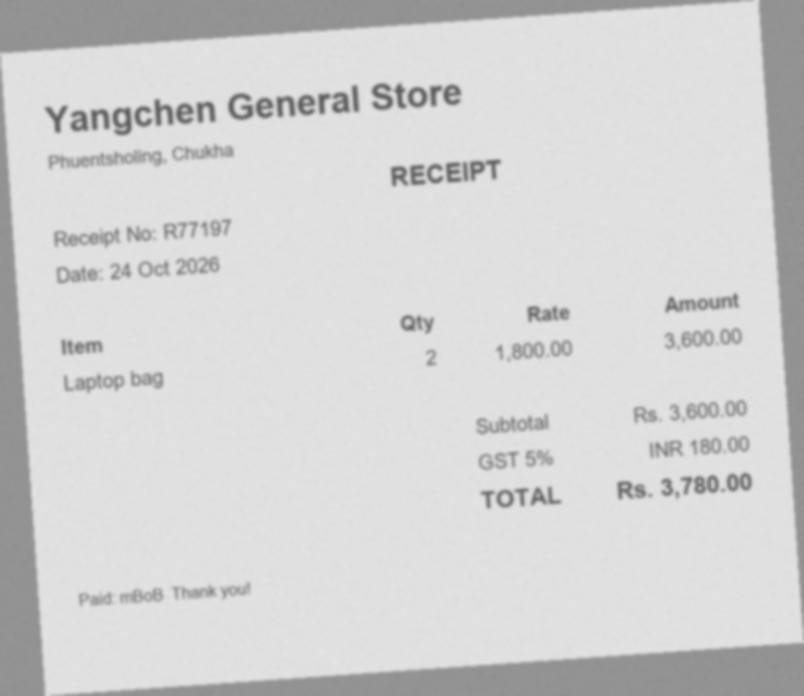 Yangchen General Store
Phuentsholing, Chukha
RECEIPT
Receipt No: R77197
Date: 24 Oct 2026
Item Qty Rate Amount
Laptop bag 2 1,800.00 3,600.00
Subtotal Rs. 3,600.00
GST 5% INR 180.00
TOTAL Rs. 3,780.00
Paid: mBoB Thank you!